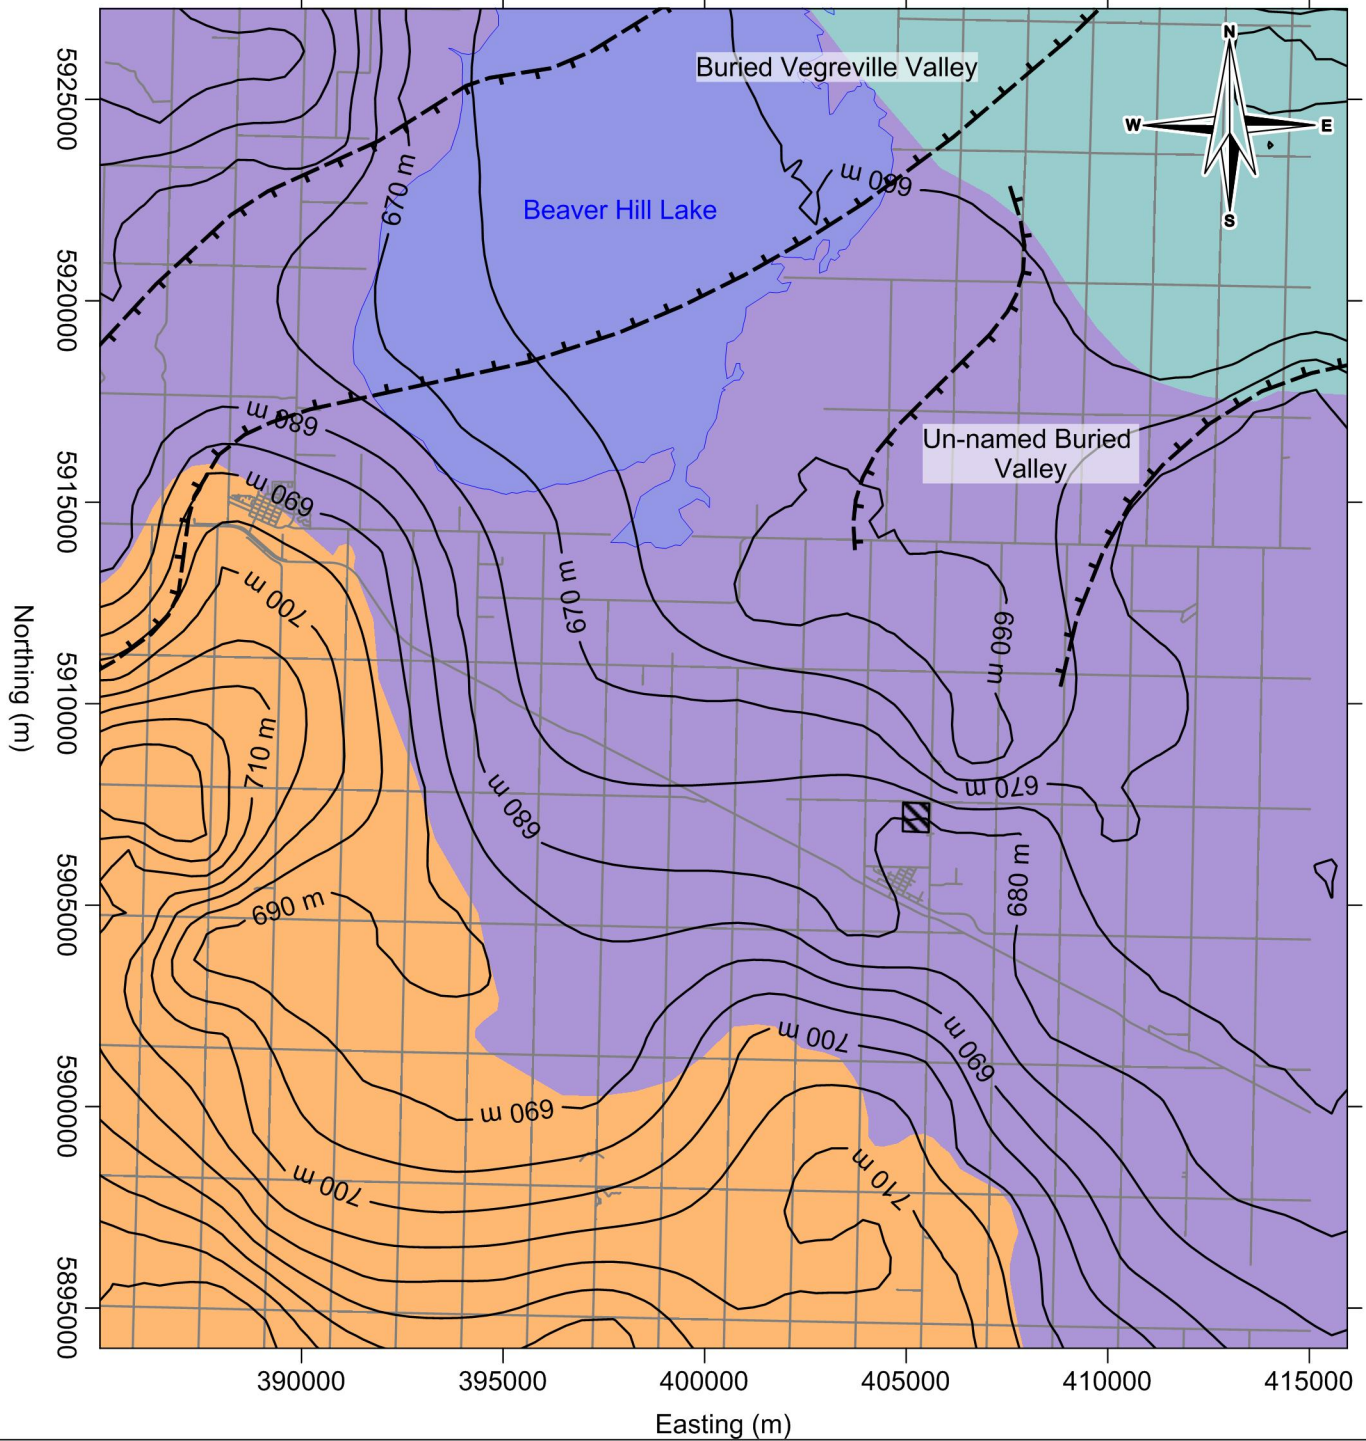 N
W
E
S
Buried Vegreville Valley
Beaver Hill Lake
Un-named Buried
Valley
670 m
660 m
689 m
690 m
700 m
710 m
670 m
660 m
670 m
680 m
680 m
690 m
690 m
700 m
690 m
700 m
710 m
5925000
5920000
5915000
5910000
5905000
5900000
5895000
Northing (m)
390000
395000
400000
405000
410000
415000
Easting (m)